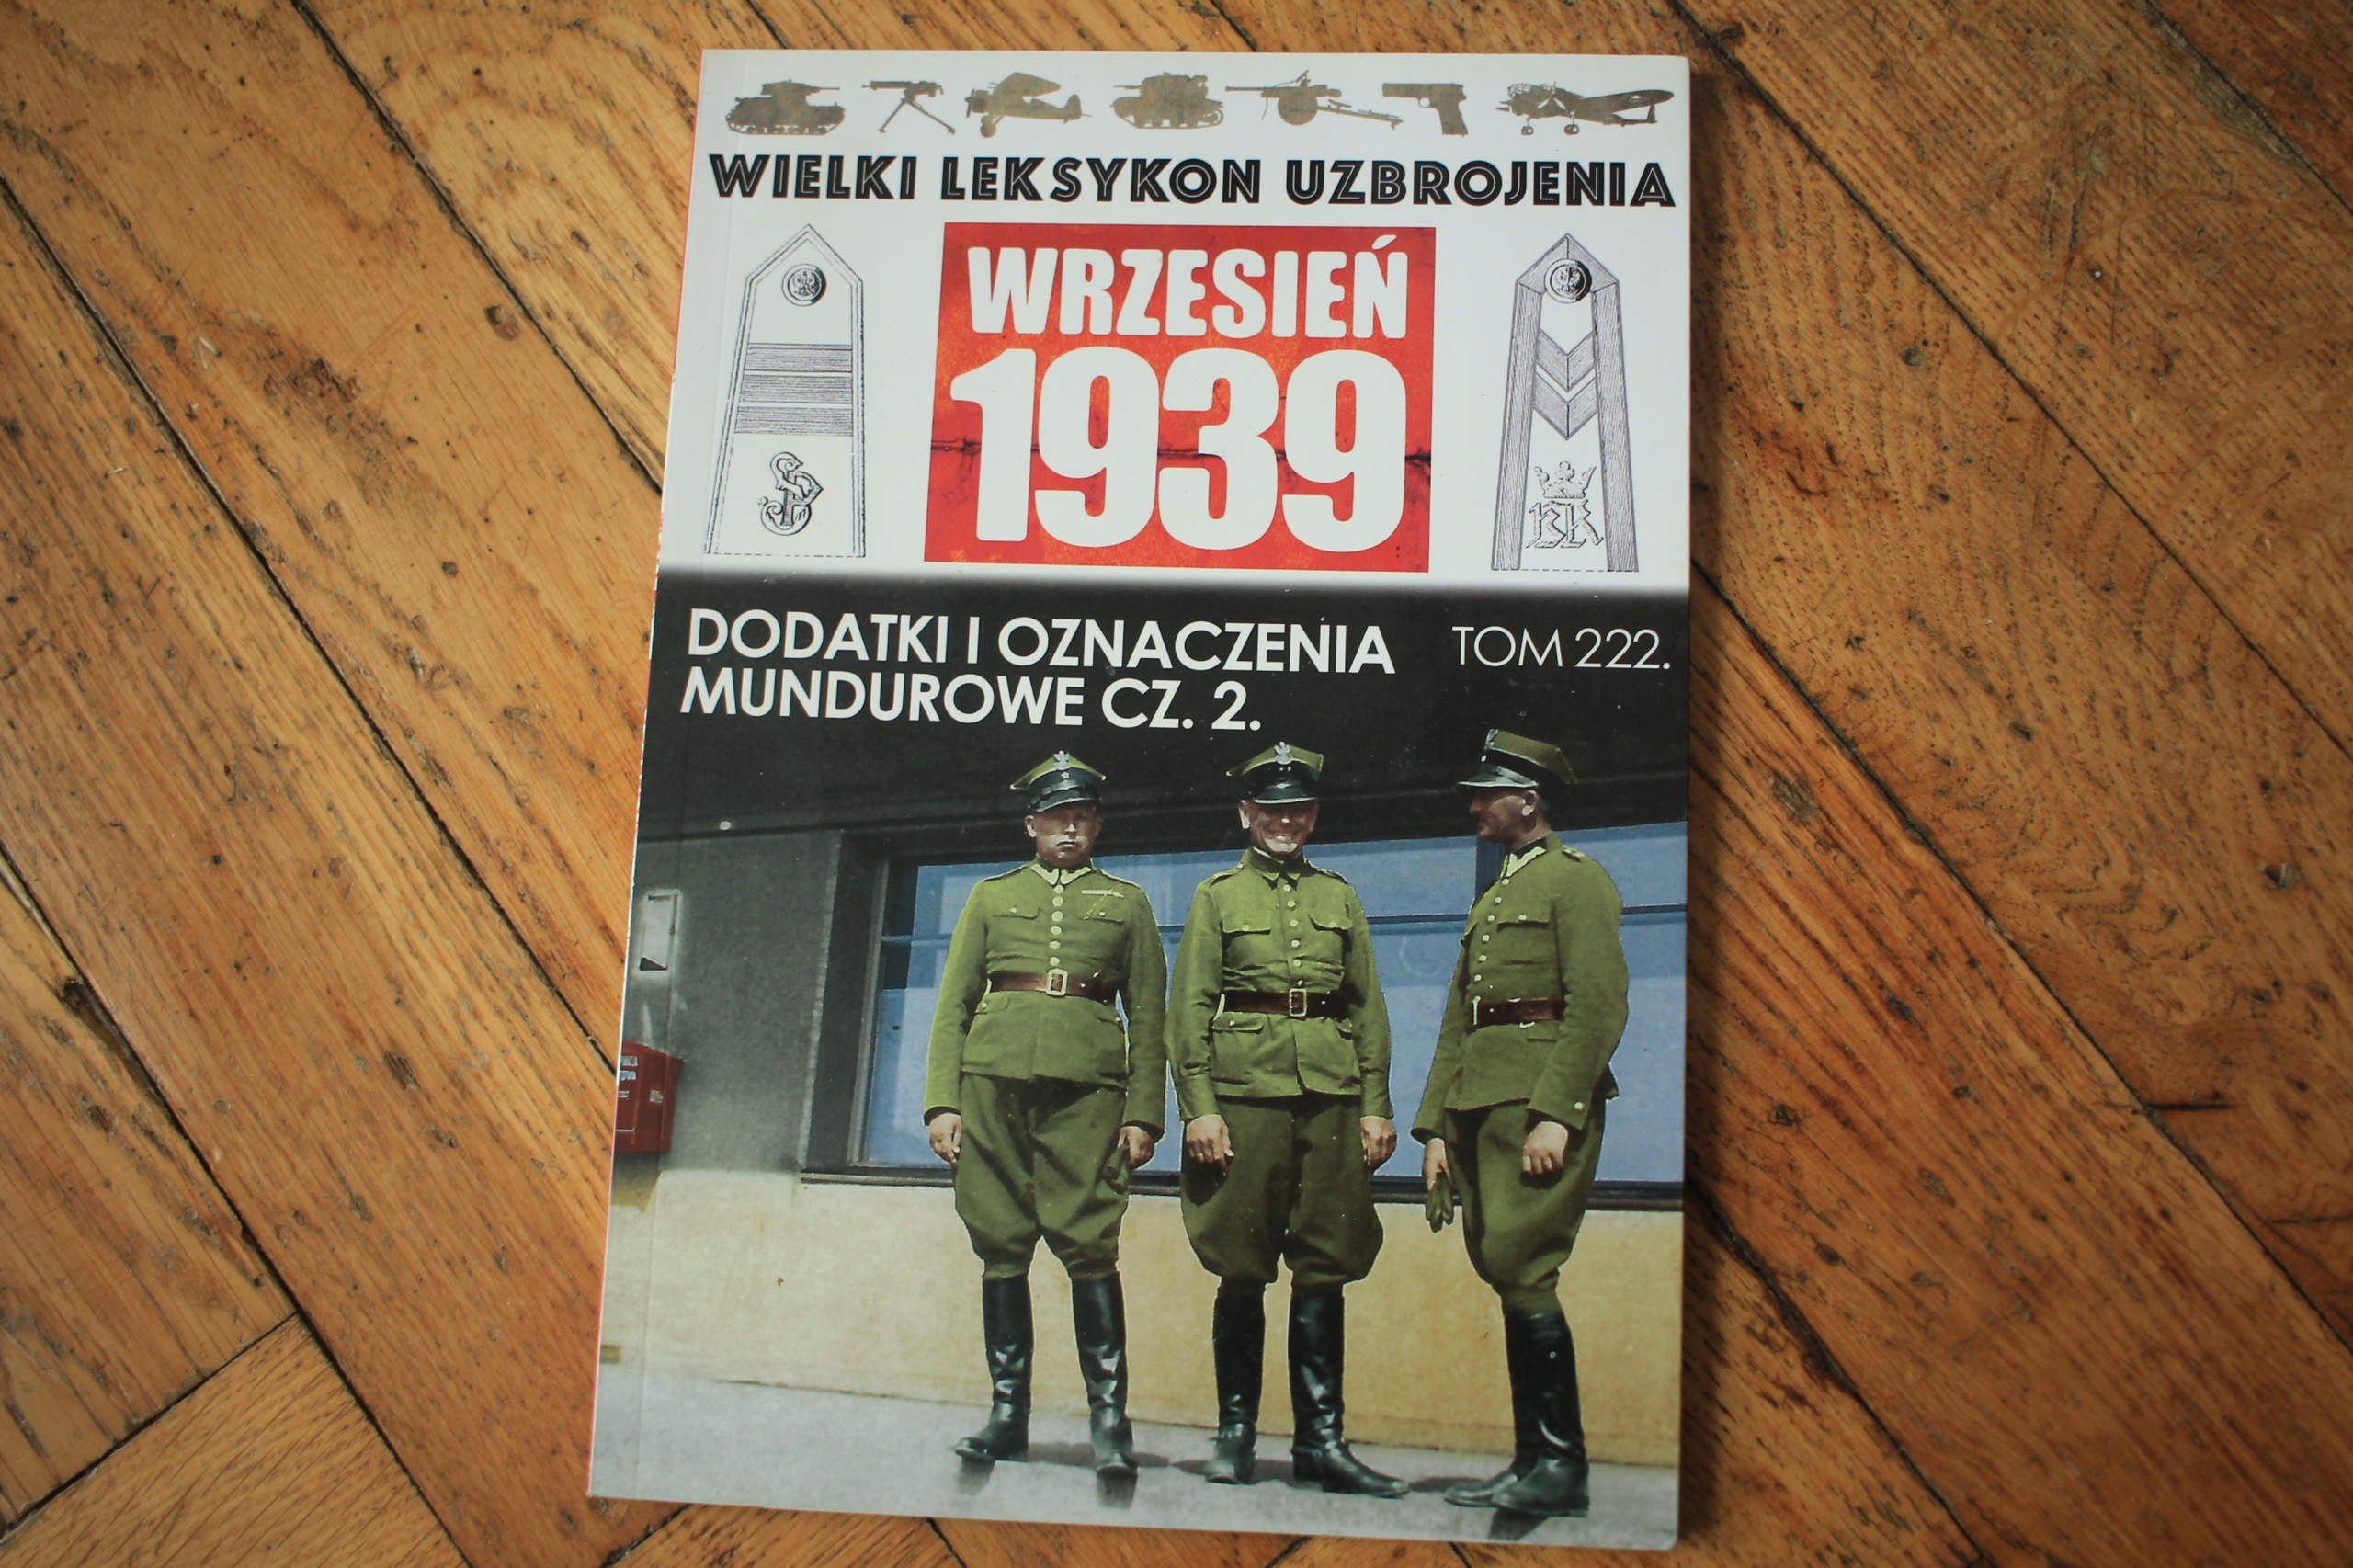 WIELKI LEKSYKON UZBROJENIA
WRZESIEŃ
1939
DODATKI I OZNACZENIA
MUNDUROWE CZ. 2.
TOM 222.